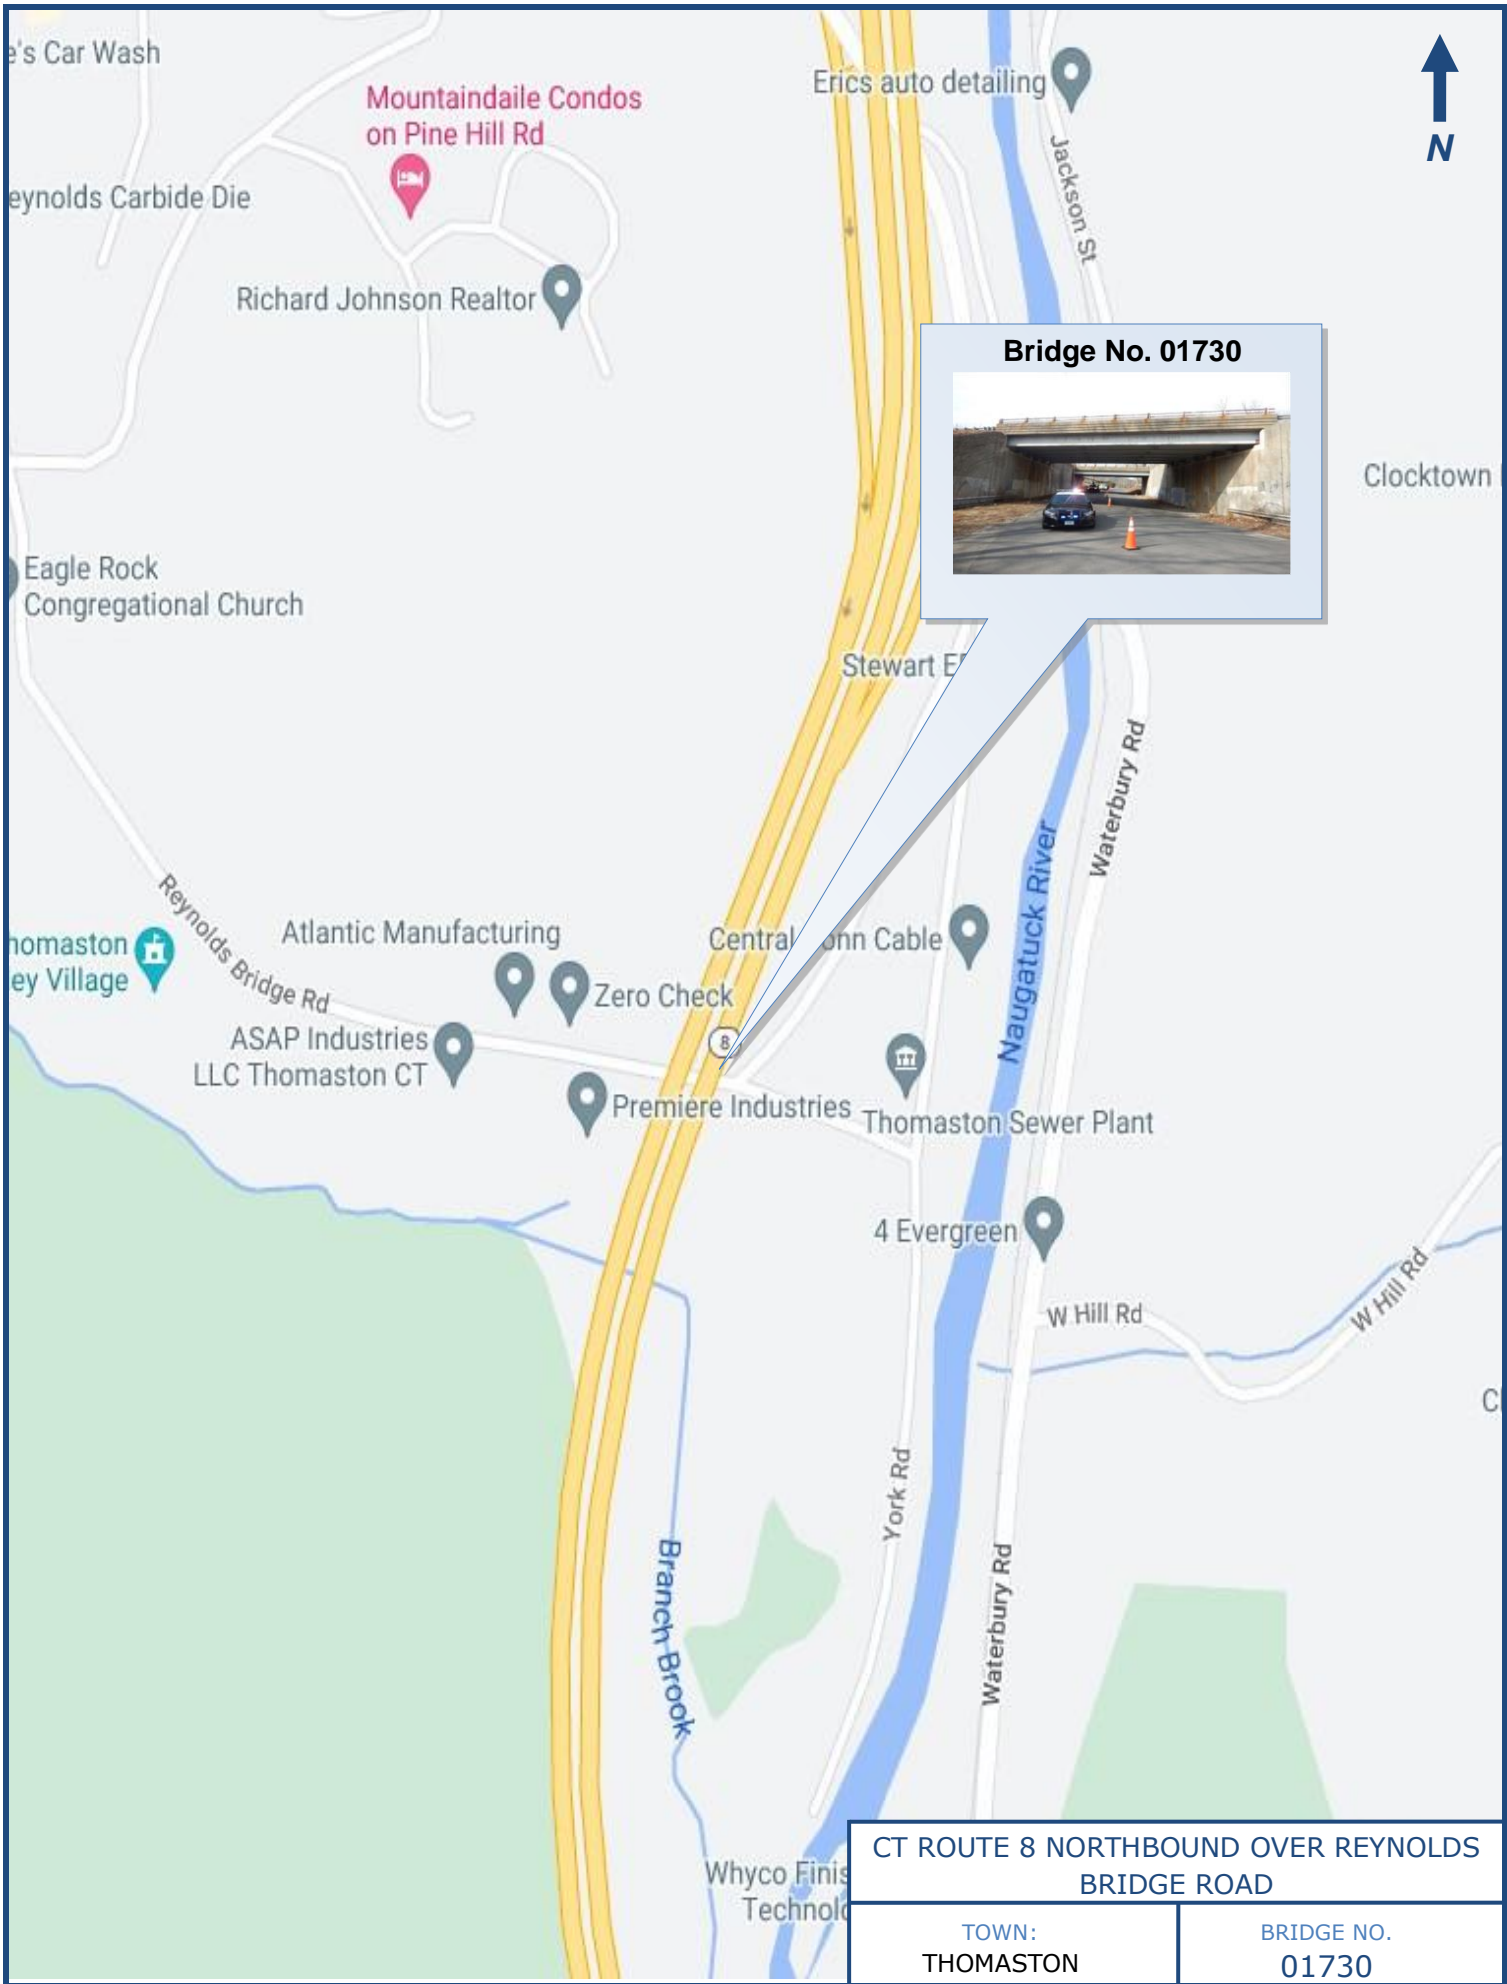 e's Car Wash
Erics auto detailing
N
Mountaindaile Condos
on Pine Hill Rd
Jackson St
eynolds Carbide Die
Richard Johnson Realtor
Bridge No. 01730
Clocktown
Eagle Rock
Congregational Church
Stewart
Waterbury Rd
Naugatuck River
Reynolds Bridge Rd
Atlantic Manufacturing
Central onn Cable
homaston
ey Village
Zero Check
ASAP Industries
LLC Thomaston CT
8
Premiere Industries
Thomaston Sewer Plant
4 Evergreen
W Hill Rd
W Hill Rd
York Rd
Branch Brook
Waterbury Rd
Whyco Finis
Technolo
CT ROUTE 8 NORTHBOUND OVER REYNOLDS
BRIDGE ROAD
TOWN:
THOMASTON
BRIDGE NO.
01730